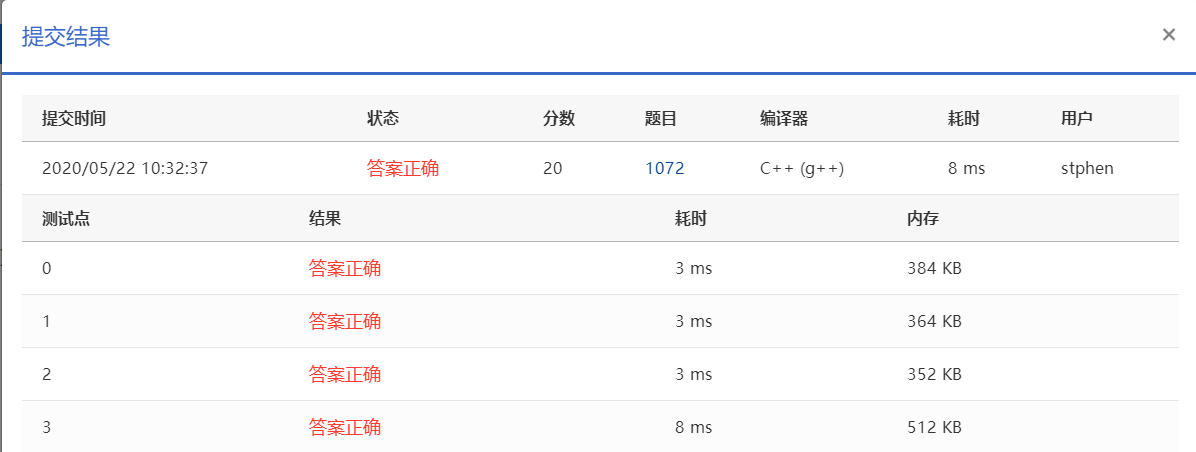 提交结果 ×
提交时间 状态 分数 题目 编译器 耗时 用户
2020/05/22 10:32:37 答案正确 20 1072 C++ (g++) 8 ms stphen
测试点 结果 耗时 内存
0 答案正确 3 ms 384 KB
1 答案正确 3 ms 364 KB
2 答案正确 3 ms 352 KB
3 答案正确 8 ms 512 KB